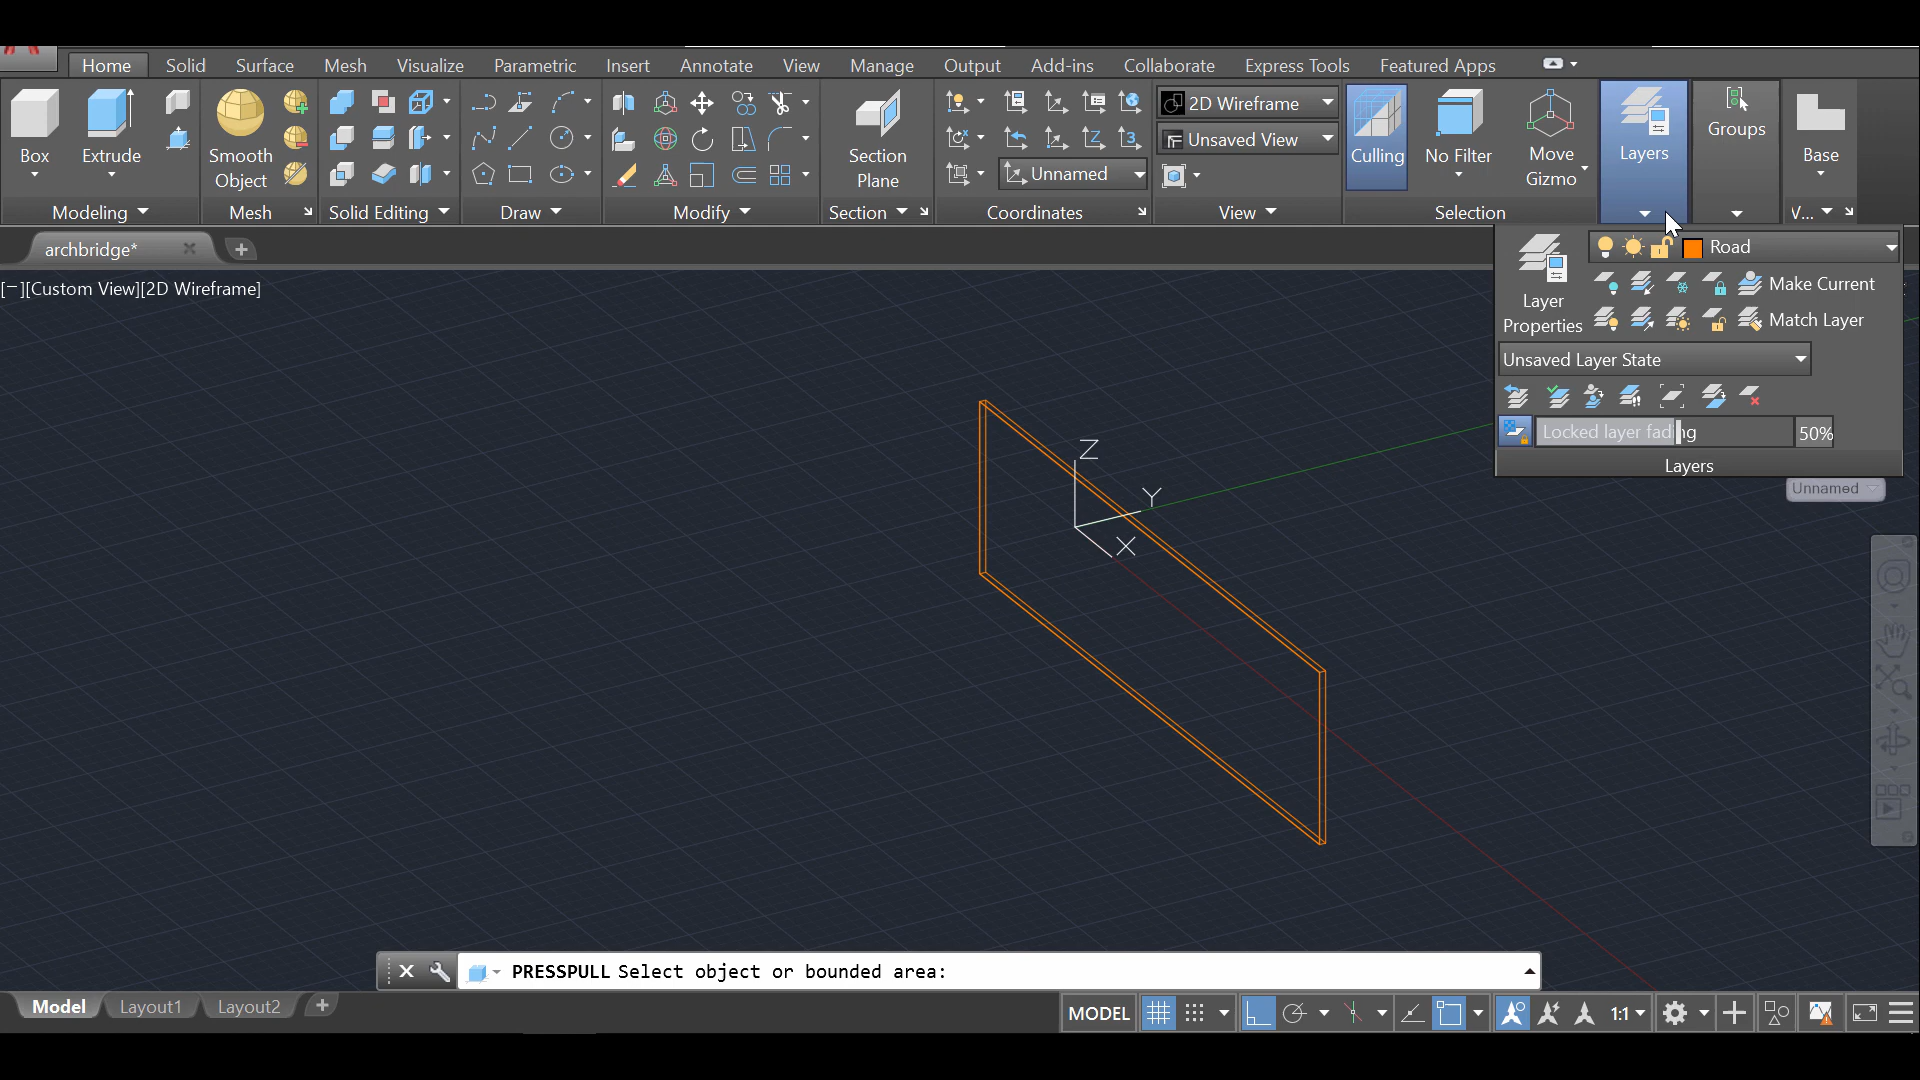 Home Solid Surface Mesh Visualize Parametric Insert Annotate View Manage Output Add-ins Collaborate Express Tools Featured Apps
Box Extrude Smooth Object Section Plane Unnamed 2D Wireframe Unsaved View Culling No Filter Move Gizmo Layers Groups Base
Modeling Mesh Solid Editing Draw Modify Section Coordinates View Selection V...
archbridge*
[−][Custom View][2D Wireframe]
Road
Layer Properties
Make Current
Match Layer
Unsaved Layer State
Locked layer fading 50%
Layers
Unnamed
Z
Y
X
PRESSPULL Select object or bounded area:
Model Layout1 Layout2
MODEL 1:1